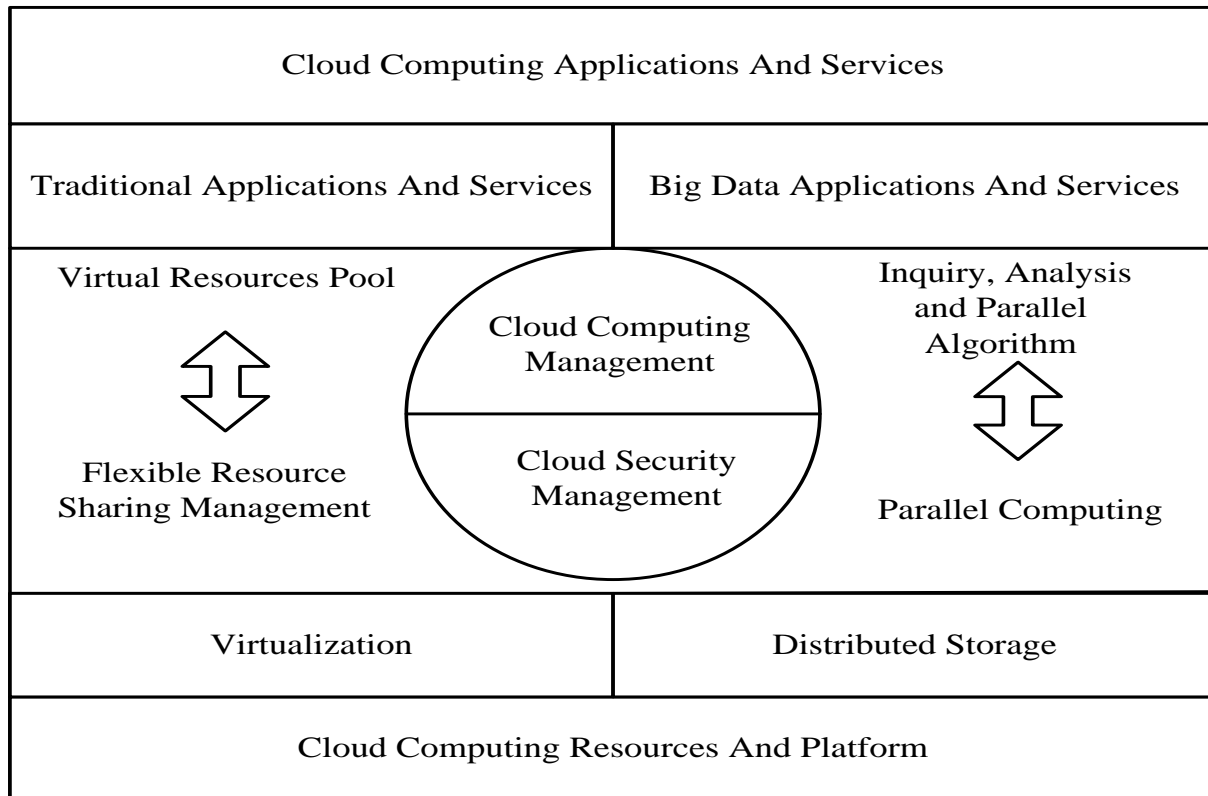 Cloud Computing Applications And Services
Traditional Applications And Services
Big Data Applications And Services
Virtual Resources Pool
Flexible Resource
Sharing Management
Cloud Computing
Management
Cloud Security
Management
Inquiry, Analysis
and Parallel
Algorithm
Parallel Computing
Virtualization
Distributed Storage
Cloud Computing Resources And Platform